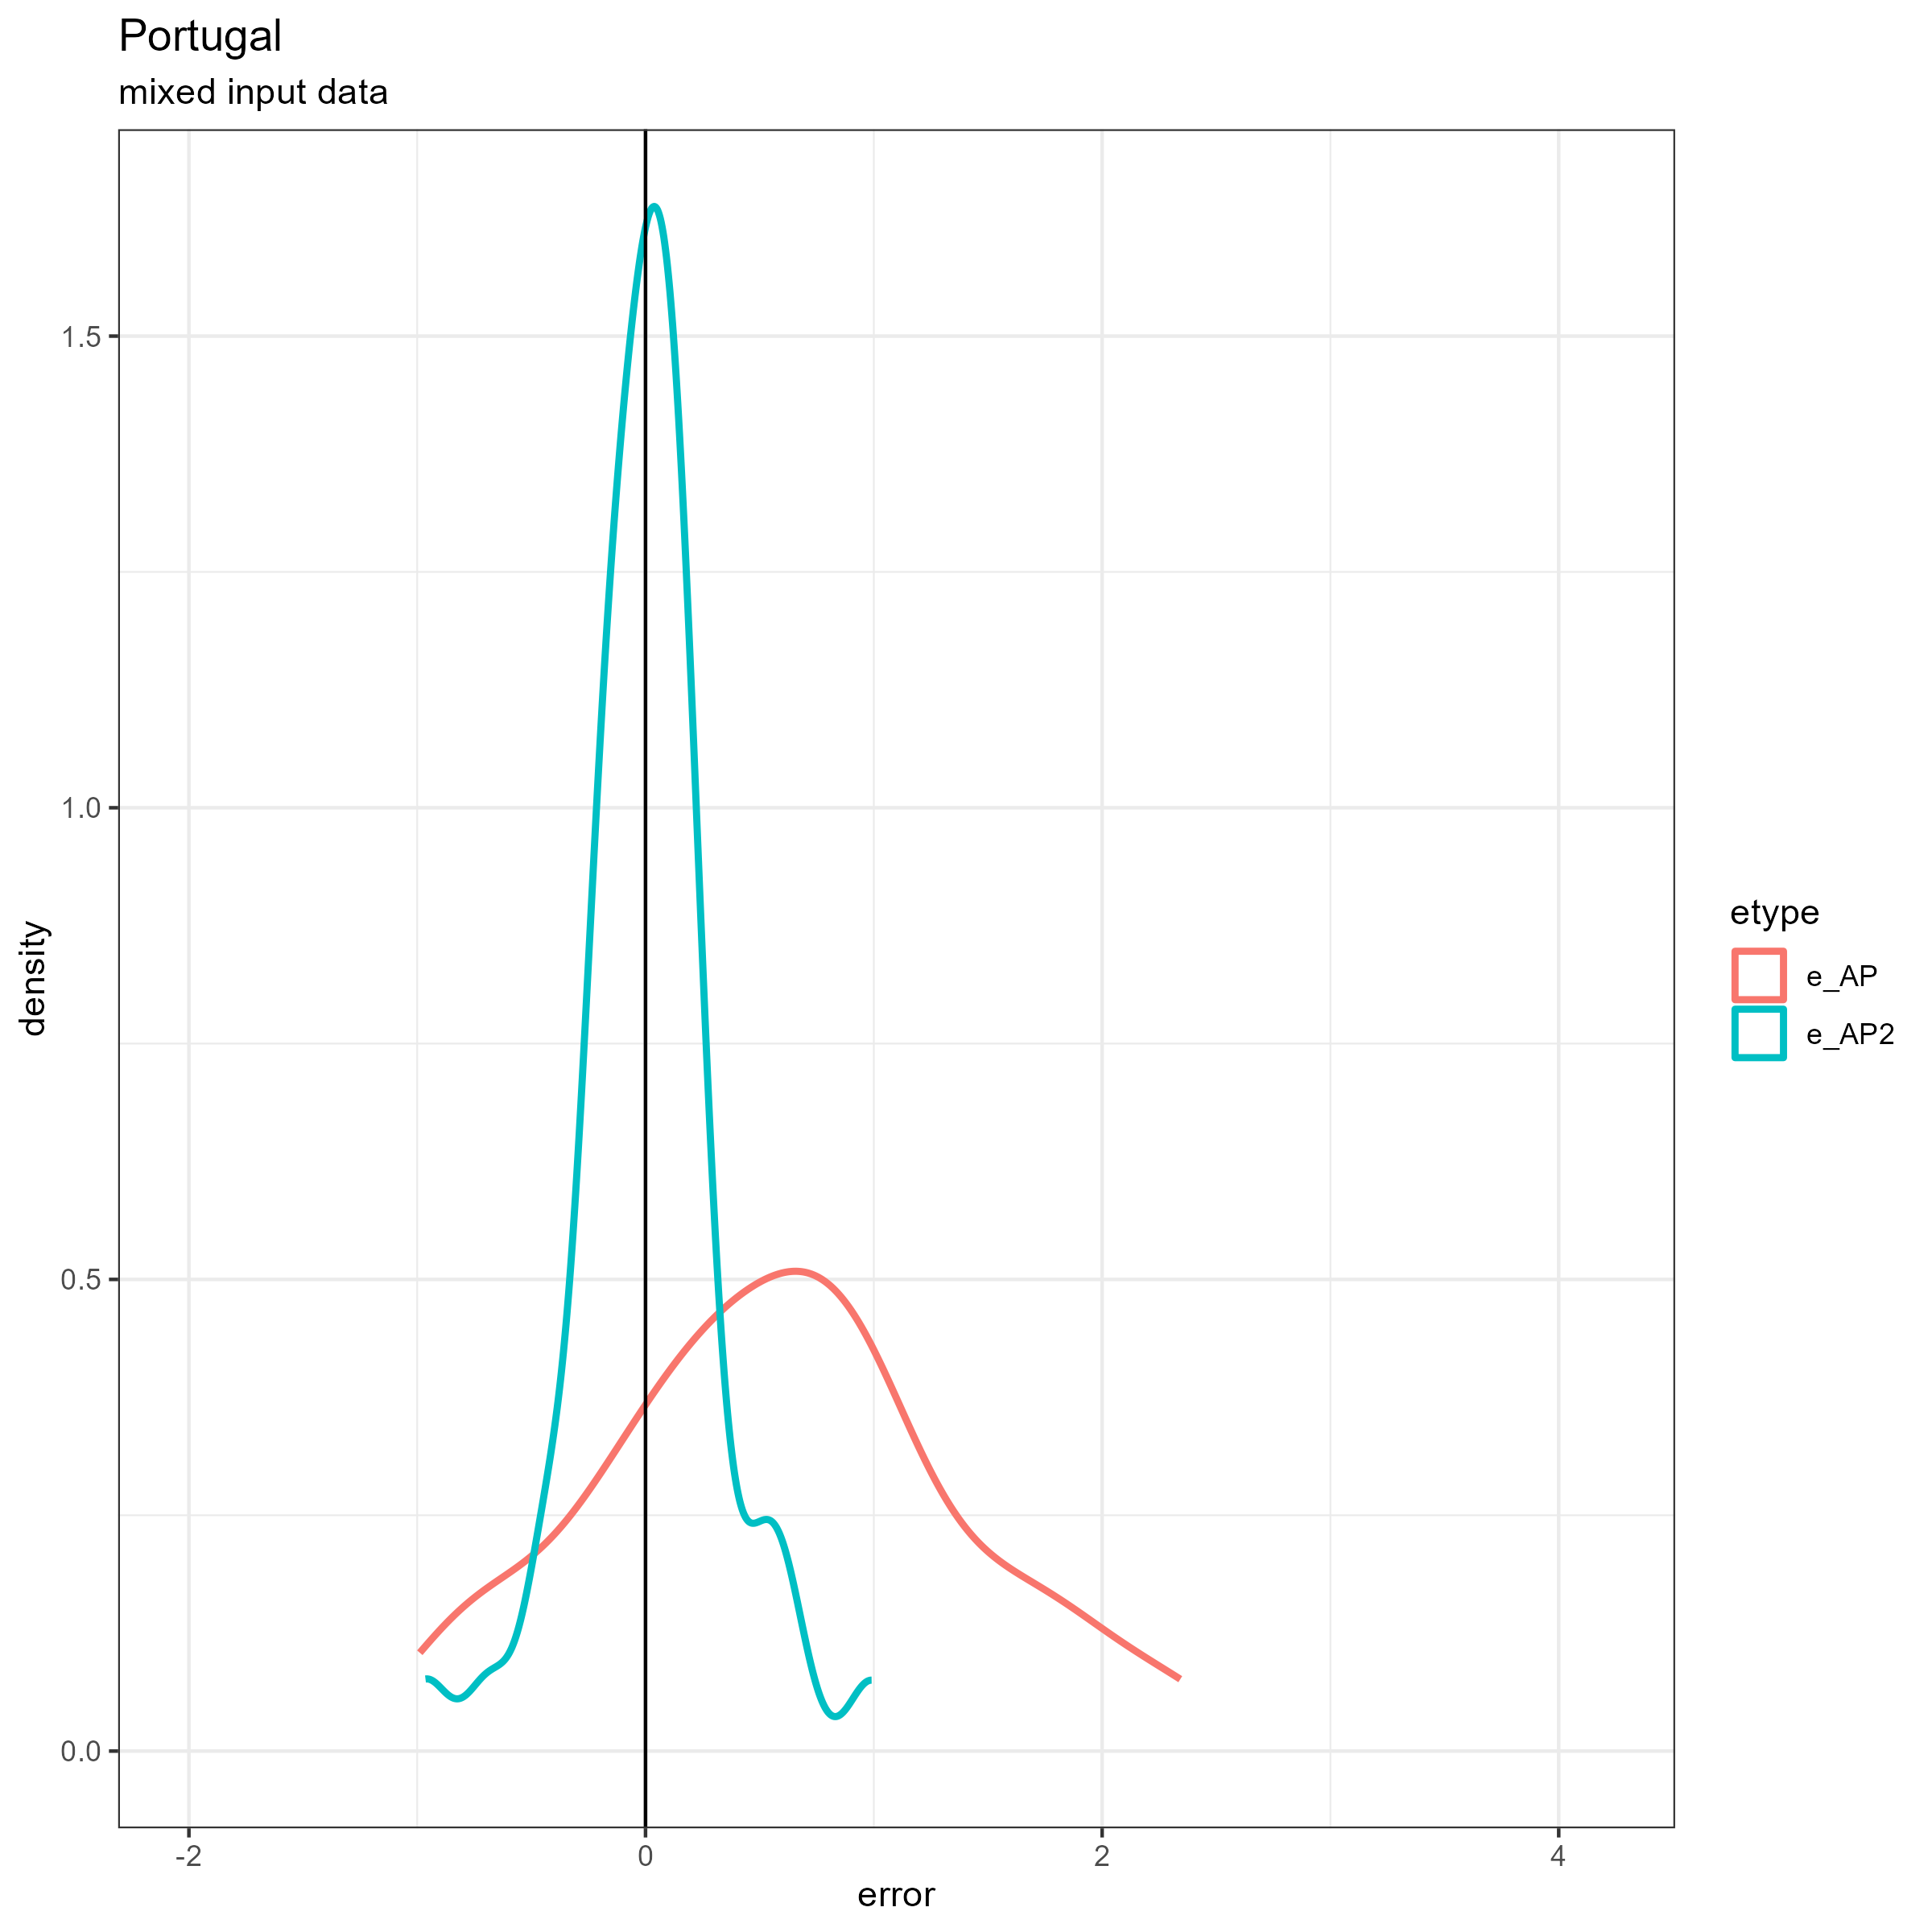 Portugal
mixed input data
1.5
1.0
0.5
0.0
density
-2
0
2
4
error
etype
e_AP
e_AP2